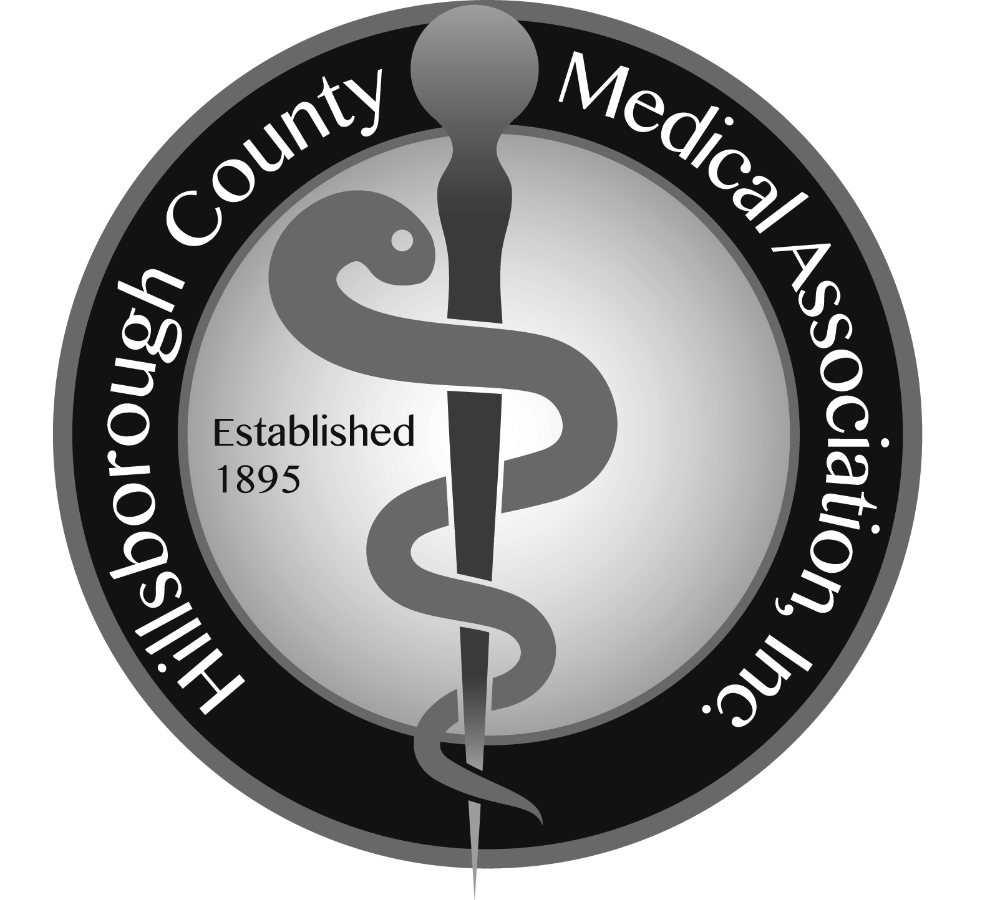 Hillsborough County Medical Association, Inc.
Established
1895